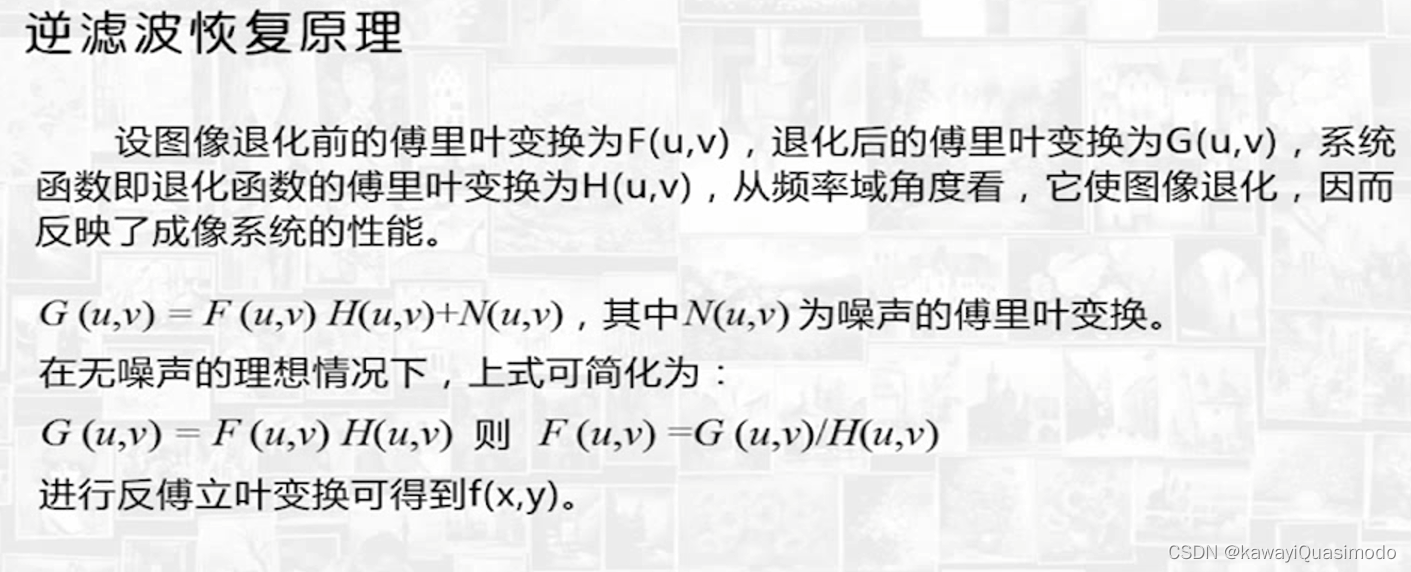 逆滤波恢复原理
设图像退化前的傅里叶变换为F(u,v)，退化后的傅里叶变换为G(u,v)，系统
函数即退化函数的傅里叶变换为H(u,v)，从频率域角度看，它使图像退化，因而
反映了成像系统的性能。
G (u,v) = F (u,v) H(u,v)+N(u,v)，其中N(u,v)为噪声的傅里叶变换。
在无噪声的理想情况下，上式可简化为：
G (u,v) = F (u,v) H(u,v) 则 F (u,v) =G (u,v)/H(u,v)
进行反傅立叶变换可得到f(x,y)。
CSDN @kawayiQuasimodo